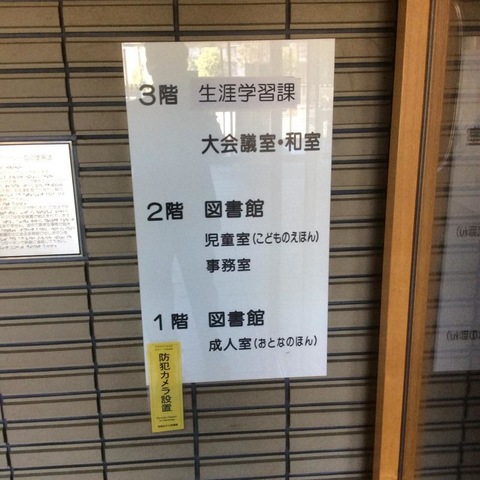 3階 生涯学習課
大会議室・和室
2階 図書館
児童室(こどものえほん)
事務室
1階 図書館
成人室(おとなのほん)
防犯カメラ設置